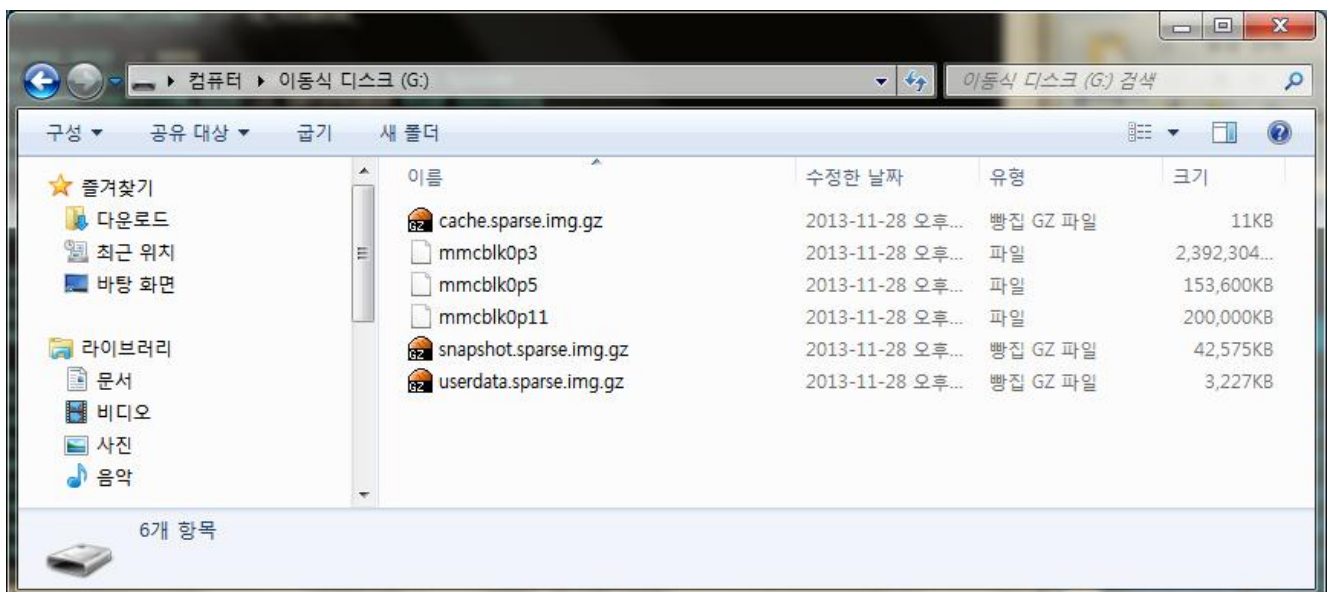 컴퓨터 ▸ 이동식 디스크 (G:)
이동식 디스크 (G:) 검색
구성 ▾ 공유 대상 ▾ 굽기 새 폴더
즐겨찾기
다운로드
최근 위치
바탕 화면
라이브러리
문서
비디오
사진
음악
이름 수정한 날짜 유형 크기
cache.sparse.img.gz 2013-11-28 오후... 빵집 GZ 파일 11KB
mmcblk0p3 2013-11-28 오후... 파일 2,392,304...
mmcblk0p5 2013-11-28 오후... 파일 153,600KB
mmcblk0p11 2013-11-28 오후... 파일 200,000KB
snapshot.sparse.img.gz 2013-11-28 오후... 빵집 GZ 파일 42,575KB
userdata.sparse.img.gz 2013-11-28 오후... 빵집 GZ 파일 3,227KB
6개 항목